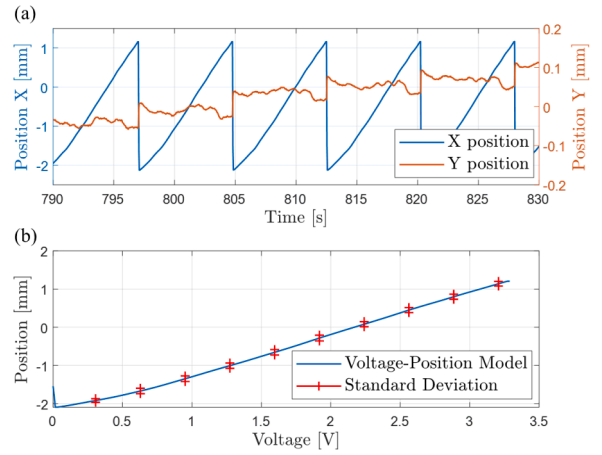 (a)
Position X [mm]
1
0
-1
-2
0.2
0.1
0
-0.1
-0.2
Position Y [mm]
X position
Y position
790 795 800 805 810 815 820 825 830
Time [s]
(b)
Position [mm]
2
1
0
-1
-2
Voltage-Position Model
Standard Deviation
0 0.5 1 1.5 2 2.5 3 3.5
Voltage [V]